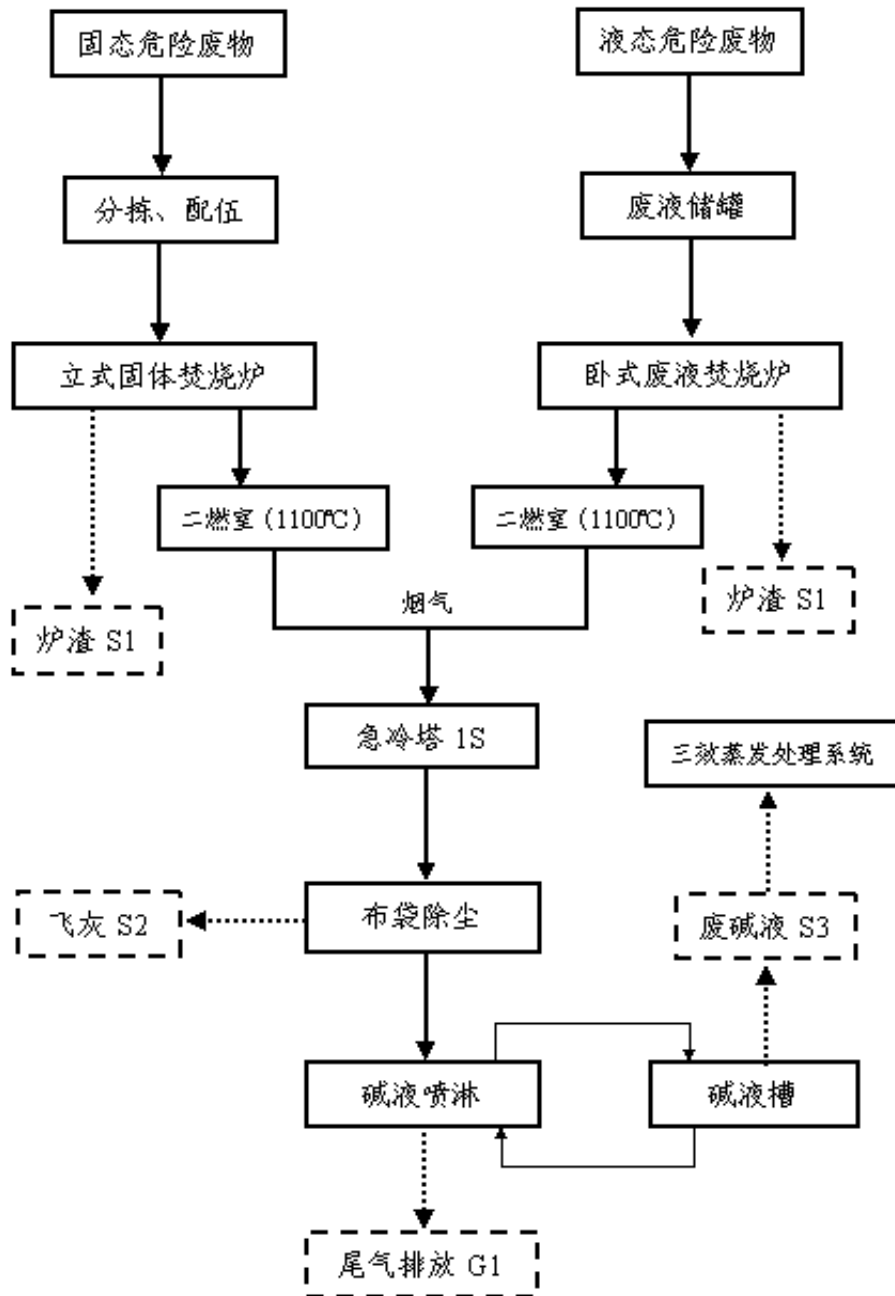 固态危险废物
液态危险废物
分拣、配伍
废液储罐
立式固体焚烧炉
卧式废液焚烧炉
二燃室(1100℃)
二燃室(1100℃)
烟气
炉渣 S1
炉渣 S1
急冷塔 1S
三效蒸发处理系统
飞灰 S2
布袋除尘
废碱液 S3
碱液喷淋
碱液槽
尾气排放 G1